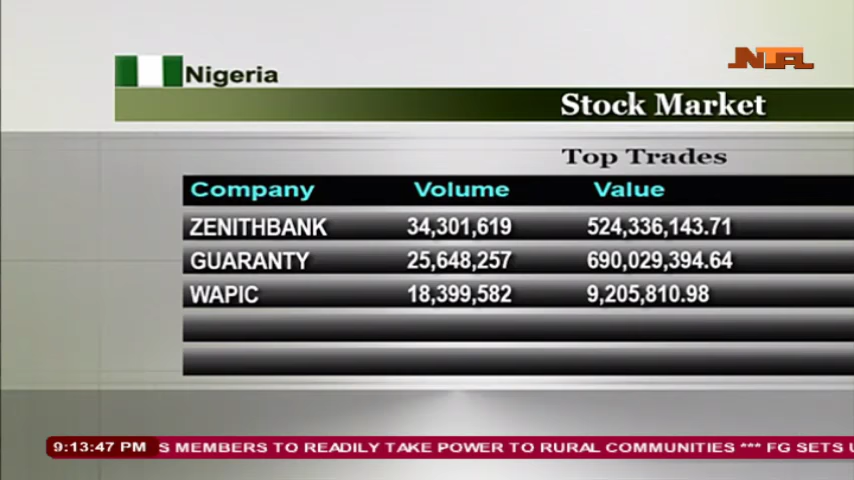 NTA
Nigeria
Stock Market
Top Trades
Company Volume Value
ZENITHBANK 34,301,619 524,336,143.71
GUARANTY 25,648,257 690,029,394.64
WAPIC 18,399,582 9,205,810.98
9:13:47 PM S MEMBERS TO READILY TAKE POWER TO RURAL COMMUNITIES *** FG SETS